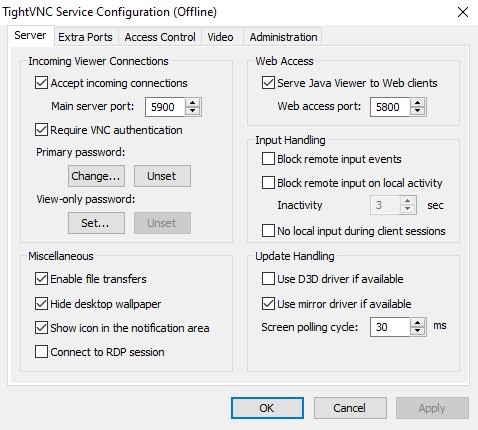 TightVNC Service Configuration (Offline)
Server
Extra Ports
Access Control
Video
Administration
Incoming Viewer Connections
Accept incoming connections
Main server port: 5900
Require VNC authentication
Primary password:
Change... Unset
View-only password:
Set... Unset
Web Access
Serve Java Viewer to Web clients
Web access port: 5800
Input Handling
Block remote input events
Block remote input on local activity
Inactivity 3 sec
No local input during client sessions
Miscellaneous
Enable file transfers
Hide desktop wallpaper
Show icon in the notification area
Connect to RDP session
Update Handling
Use D3D driver if available
Use mirror driver if available
Screen polling cycle: 30 ms
OK
Cancel
Apply